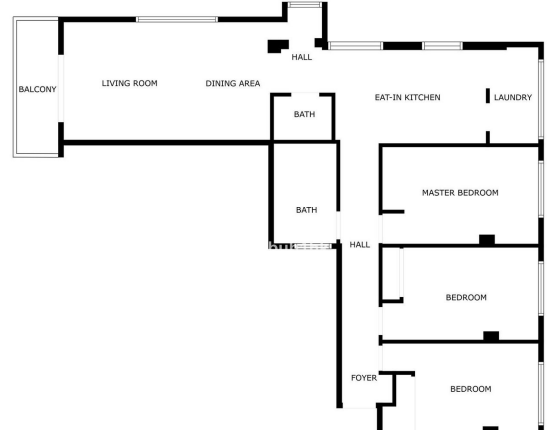 HALL
BALCONY
LIVING ROOM
DINING AREA
EAT-IN KITCHEN
LAUNDRY
BATH
MASTER BEDROOM
BATH
HALL
BEDROOM
FOYER
BEDROOM